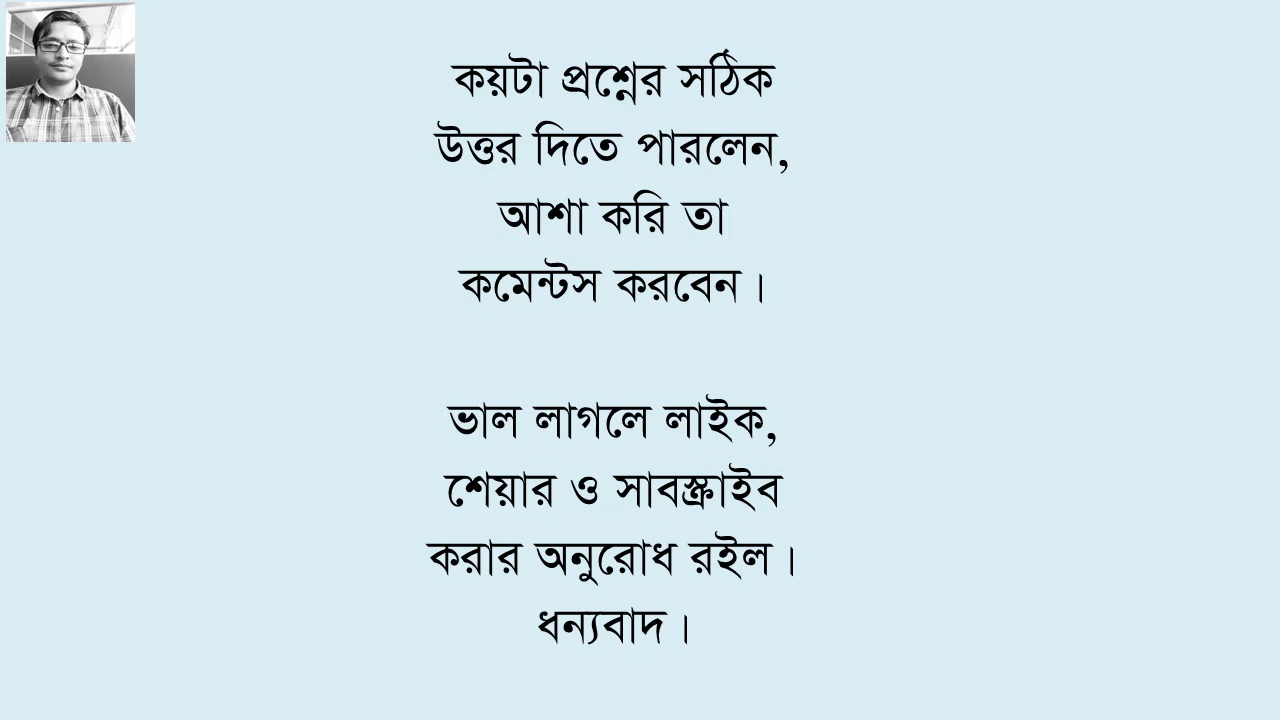 কয়টা প্রশ্নের সঠিক
উত্তর দিতে পারলেন,
আশা করি তা
কমেন্টস করবেন।
ভাল লাগলে লাইক,
শেয়ার ও সাবস্ক্রাইব
করার অনুরোধ রইল।
ধন্যবাদ।